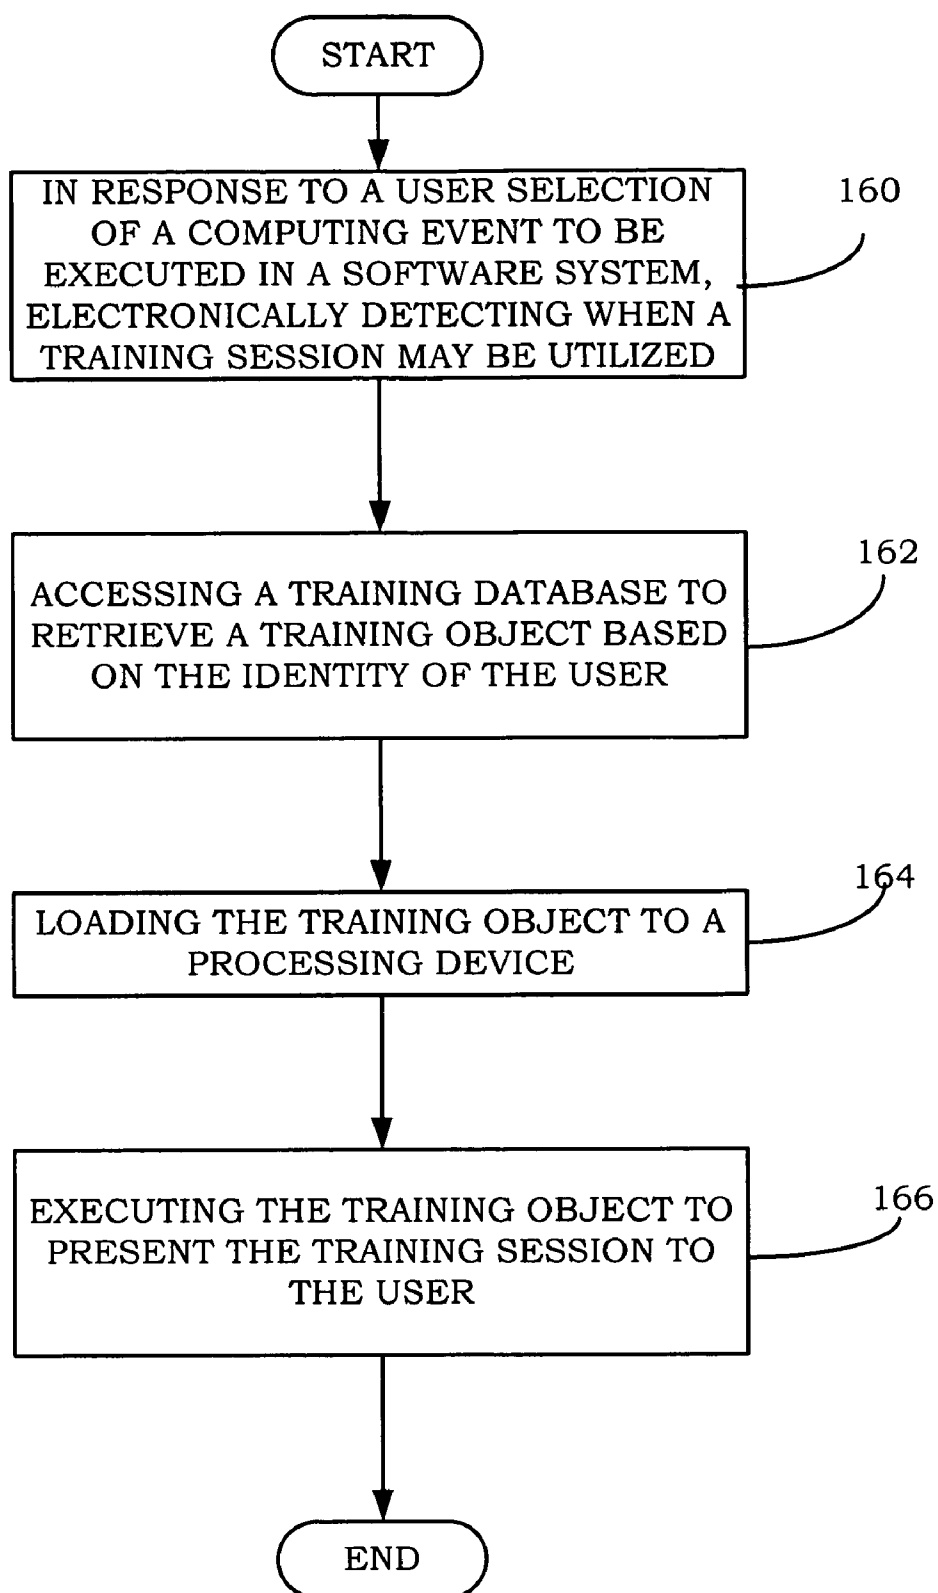 START
IN RESPONSE TO A USER SELECTION
OF A COMPUTING EVENT TO BE
EXECUTED IN A SOFTWARE SYSTEM,
ELECTRONICALLY DETECTING WHEN A
TRAINING SESSION MAY BE UTILIZED
160
ACCESSING A TRAINING DATABASE TO
RETRIEVE A TRAINING OBJECT BASED
ON THE IDENTITY OF THE USER
162
LOADING THE TRAINING OBJECT TO A
PROCESSING DEVICE
164
EXECUTING THE TRAINING OBJECT TO
PRESENT THE TRAINING SESSION TO
THE USER
166
END